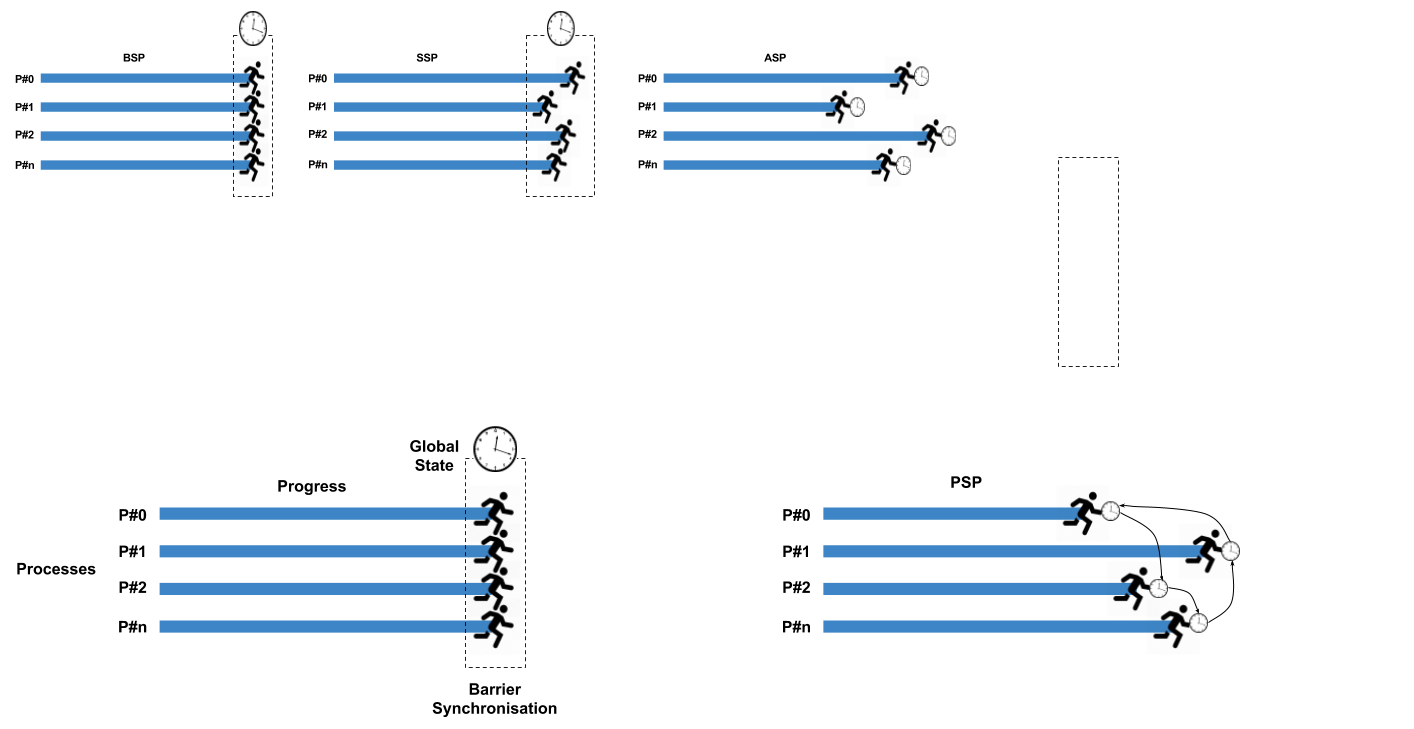 BSP
P#0
P#1
P#2
P#n
SSP
P#0
P#1
P#2
P#n
ASP
P#0
P#1
P#2
P#n
Global
State
Progress
Processes
P#0
P#1
P#2
P#n
Barrier
Synchronisation
PSP
P#0
P#1
P#2
P#n